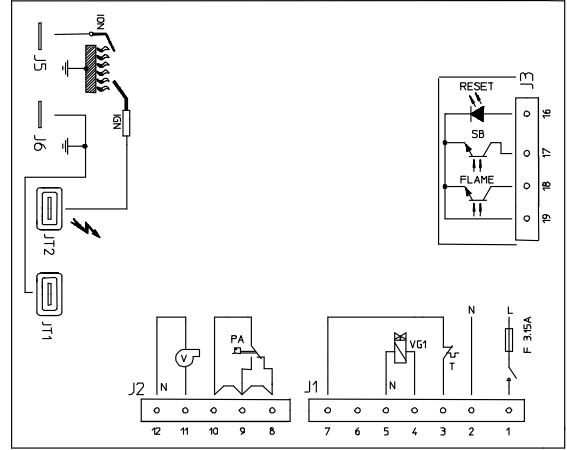 ION
J5
J6
IGN
JT2
JT1
J3
RESET
16
SB
17
FLAME
18
19
PA
V
N
J2
12 11 10 9 8
VG1
N
T
N
L
F 3.15A
J1
7 6 5 4 3 2 1